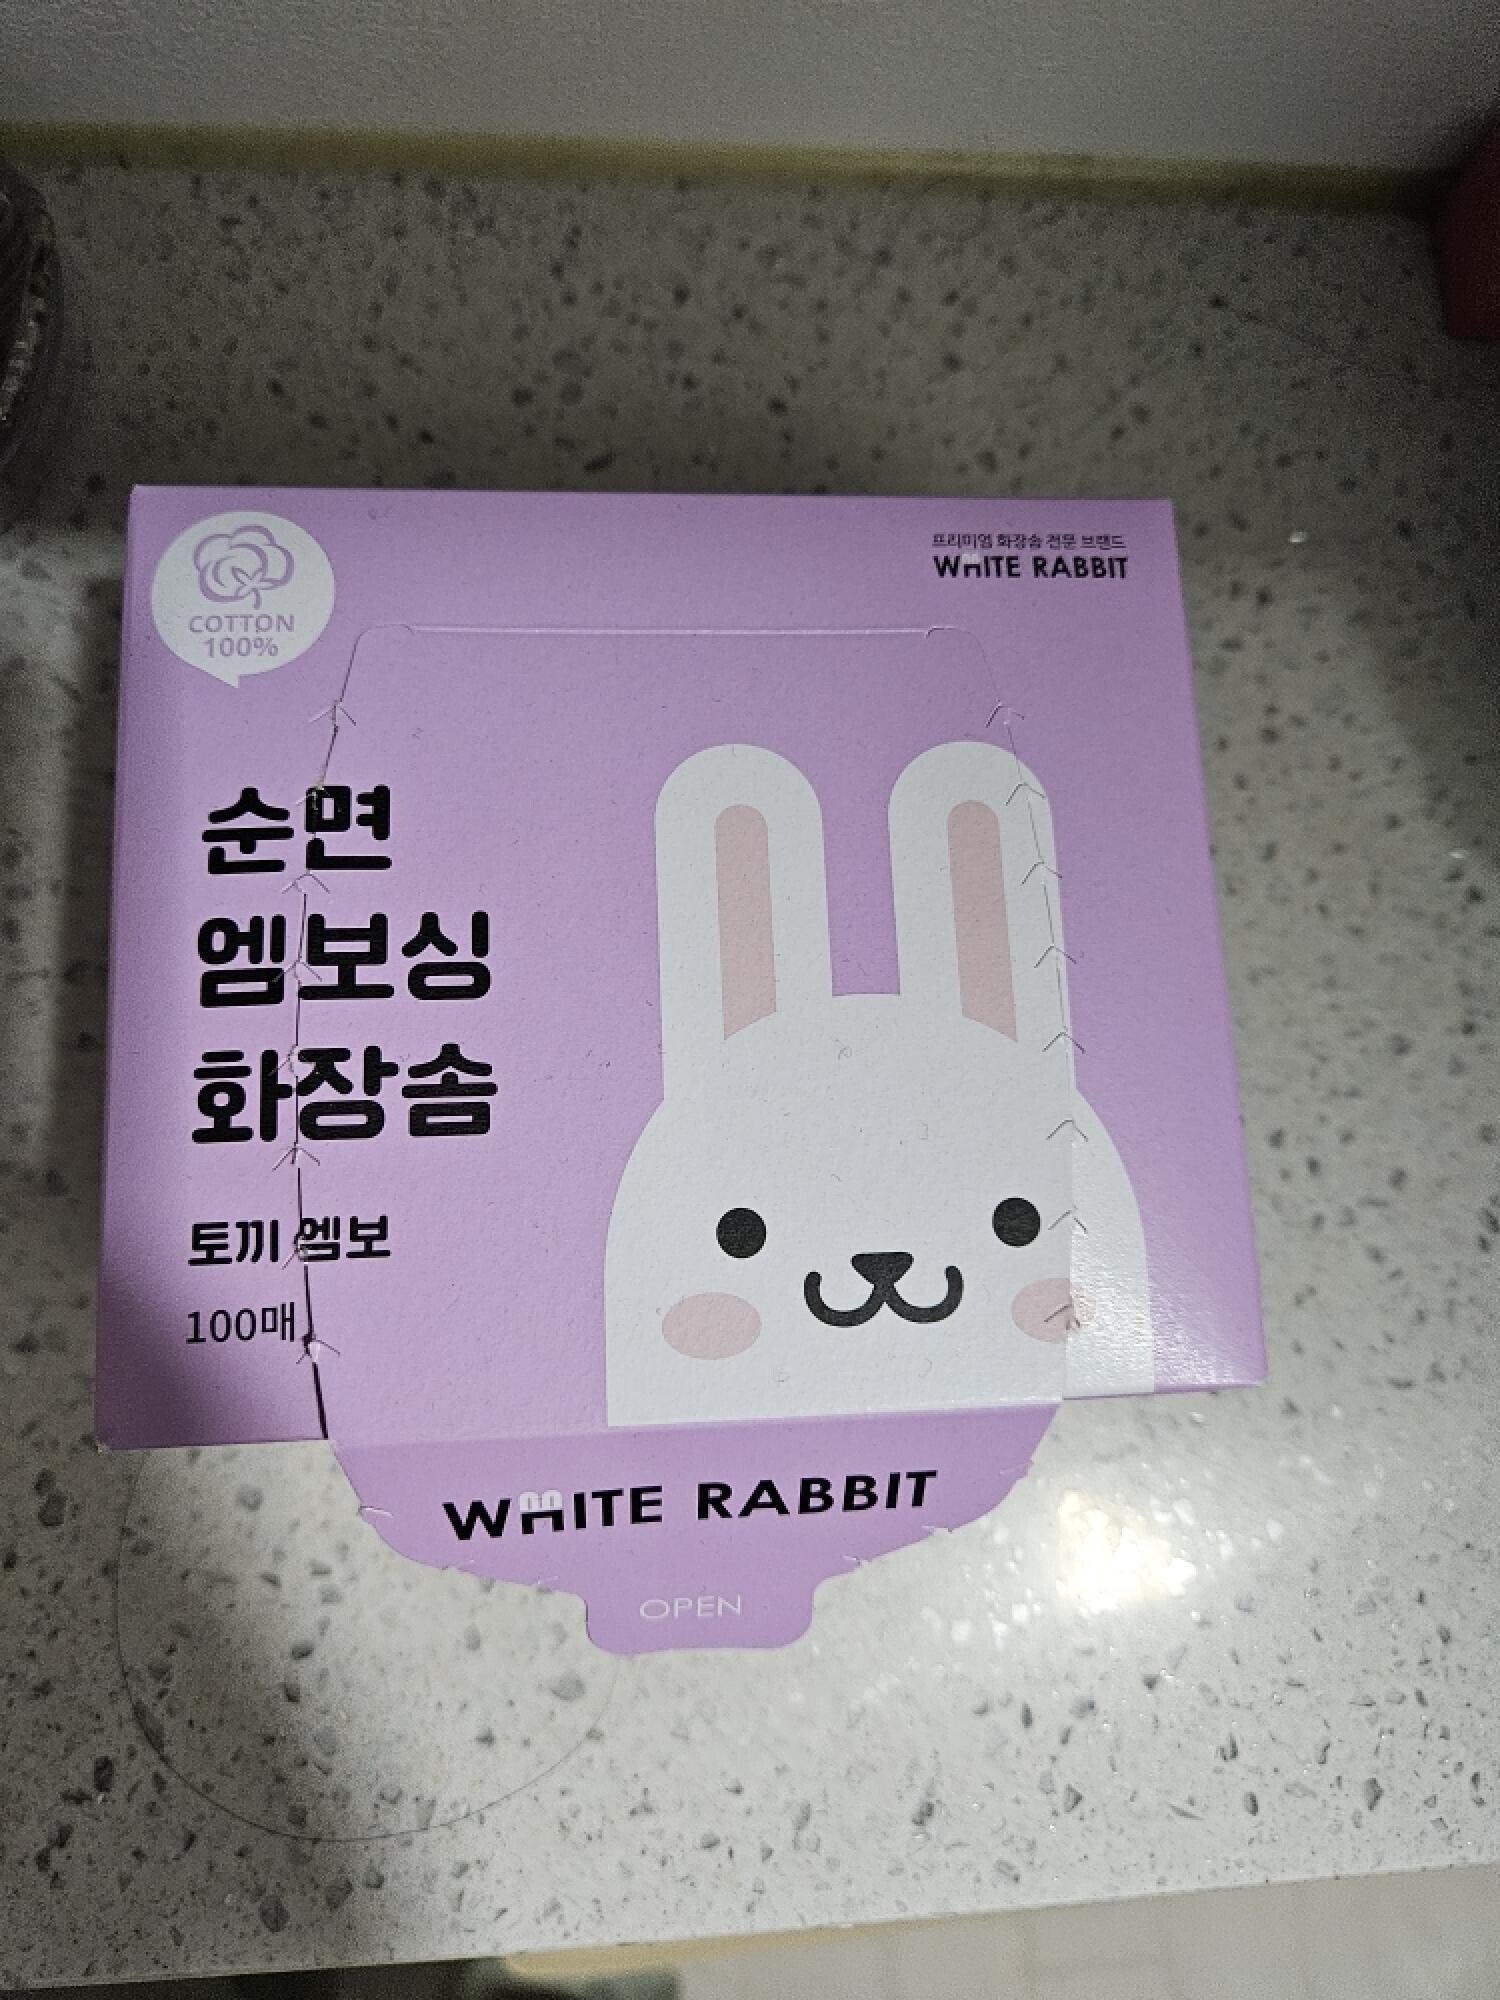 COTTON
100%
프리미엄 화장솜 전문 브랜드
WHITE RABBIT
순면
엠보싱
화장솜
토끼 엠보
100매
WHITE RABBIT
OPEN